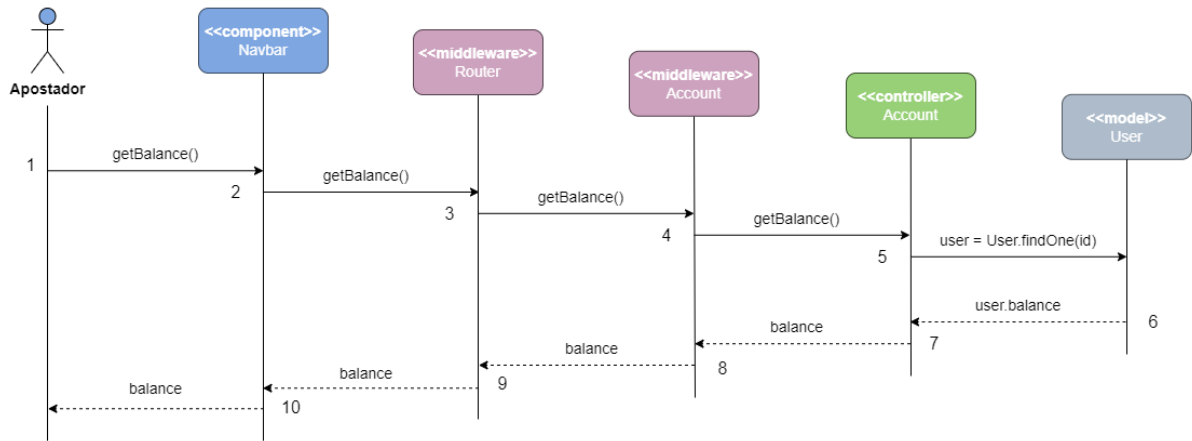 Apostador
<<component>>
Navbar
<<middleware>>
Router
<<middleware>>
Account
<<controller>>
Account
<<model>>
User
1
getBalance()
2
getBalance()
3
getBalance()
4
getBalance()
5
user = User.findOne(id)
user.balance
6
balance
7
balance
8
balance
9
balance
10